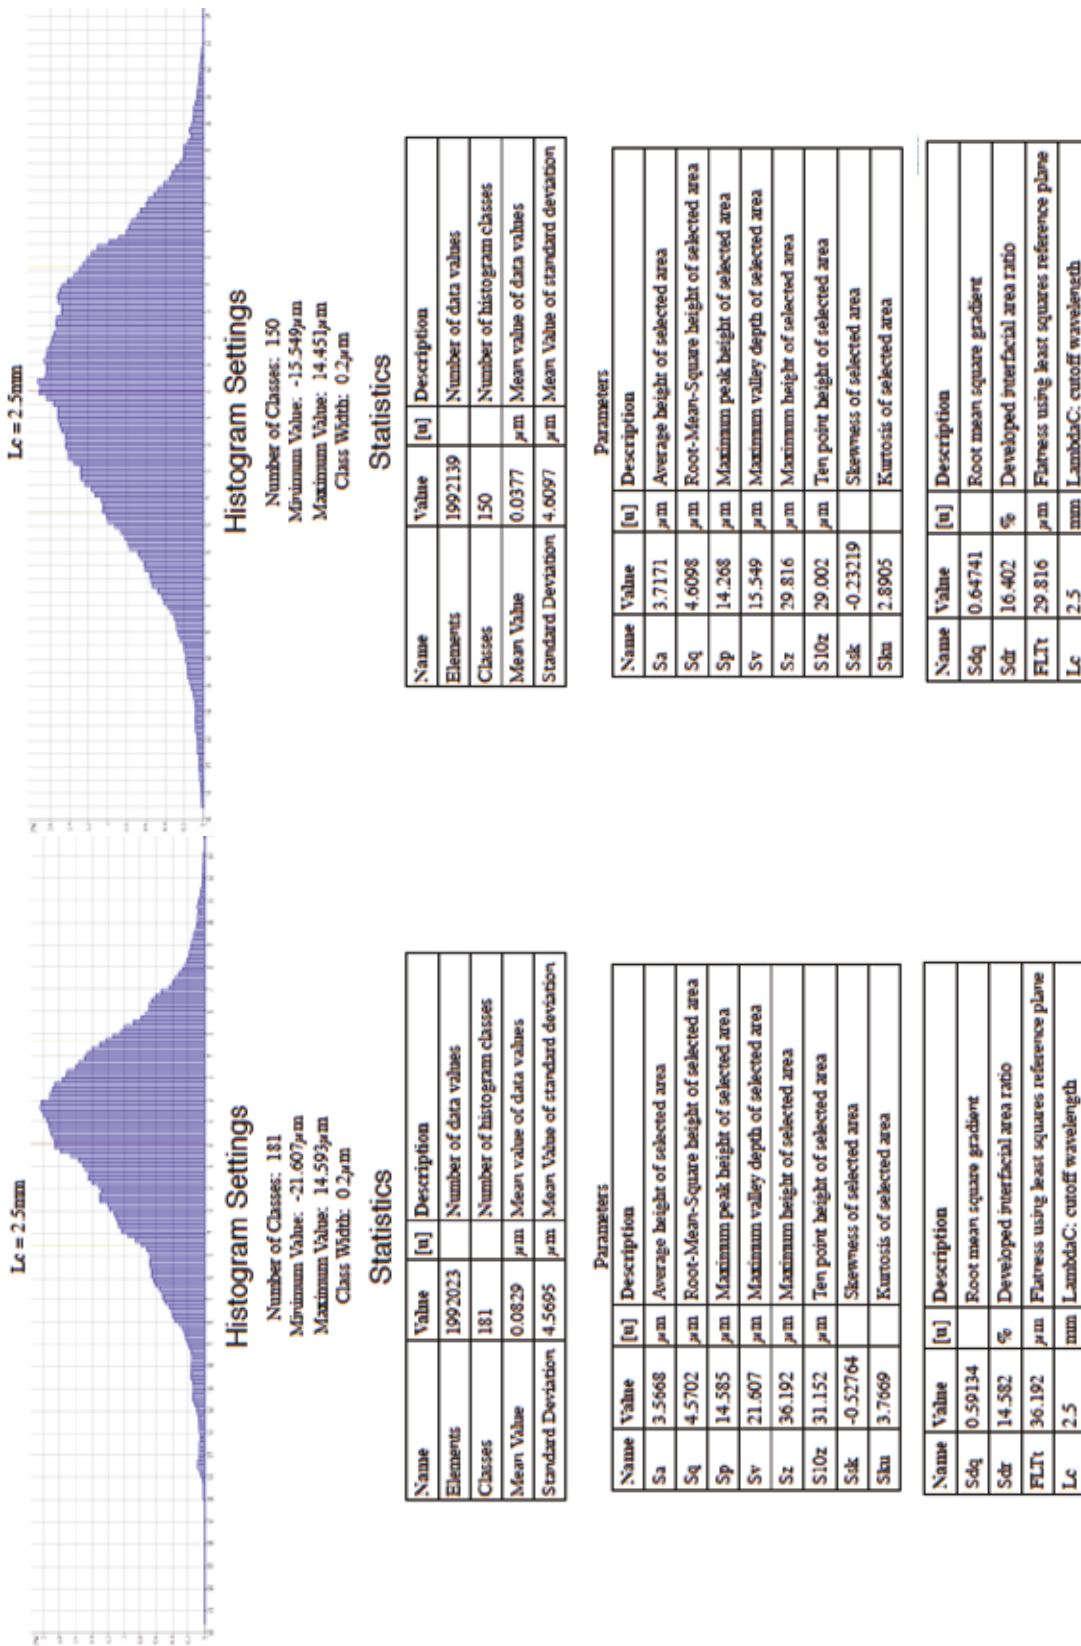 Lc = 2.5mm
Histogram Settings
Number of Classes: 181
Minimum Value: -21.607µm
Maximum Value: 14.593µm
Class Width: 0.2µm
Statistics
Name Value [u] Description
Elements 1992023 Number of data values
Classes 181 Number of histogram classes
Mean Value 0.0829 µm Mean value of data values
Standard Deviation 4.5695 µm Mean Value of standard deviation
Parameters
Name Value [u] Description
Sa 3.5668 µm Average height of selected area
Sq 4.5702 µm Root-Mean-Square height of selected area
Sp 14.585 µm Maximum peak height of selected area
Sv 21.607 µm Maximum valley depth of selected area
Sz 36.192 µm Maximum height of selected area
S10z 31.152 µm Ten point height of selected area
Ssk -0.52764 Skewness of selected area
Sku 3.7669 Kurtosis of selected area
Name Value [u] Description
Sdq 0.59134 Root mean square gradient
Sdr 14.582 % Developed interfacial area ratio
FLTt 36.192 µm Flatness using least squares reference plane
Lc 2.5 mm LambdaC: cutoff wavelength
Lc = 2.5mm
Histogram Settings
Number of Classes: 150
Minimum Value: -15.549µm
Maximum Value: 14.451µm
Class Width: 0.2µm
Statistics
Name Value [u] Description
Elements 1992139 Number of data values
Classes 150 Number of histogram classes
Mean Value 0.0377 µm Mean value of data values
Standard Deviation 4.6097 µm Mean Value of standard deviation
Parameters
Name Value [u] Description
Sa 3.7171 µm Average height of selected area
Sq 4.6098 µm Root-Mean-Square height of selected area
Sp 14.268 µm Maximum peak height of selected area
Sv 15.549 µm Maximum valley depth of selected area
Sz 29.816 µm Maximum height of selected area
S10z 29.002 µm Ten point height of selected area
Ssk -0.23219 Skewness of selected area
Sku 2.8905 Kurtosis of selected area
Name Value [u] Description
Sdq 0.64741 Root mean square gradient
Sdr 16.402 % Developed interfacial area ratio
FLTt 29.816 µm Flatness using least squares reference plane
Lc 2.5 mm LambdaC: cutoff wavelength